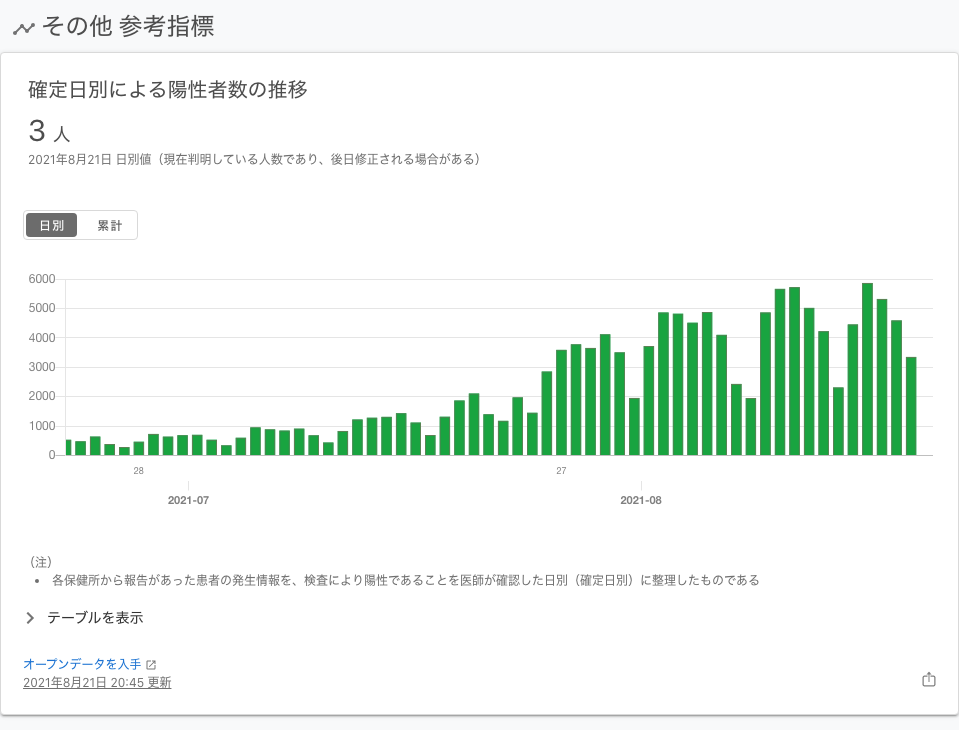 その他 参考指標
確定日別による陽性者数の推移
3 人
2021年8月21日 日別値（現在判明している人数であり、後日修正される場合がある）
日別 累計
6000
5000
4000
3000
2000
1000
0
28 27
2021-07 2021-08
（注）
• 各保健所から報告があった患者の発生情報を、検査により陽性であることを医師が確認した日別（確定日別）に整理したものである
テーブルを表示
オープンデータを入手
2021年8月21日 20:45 更新